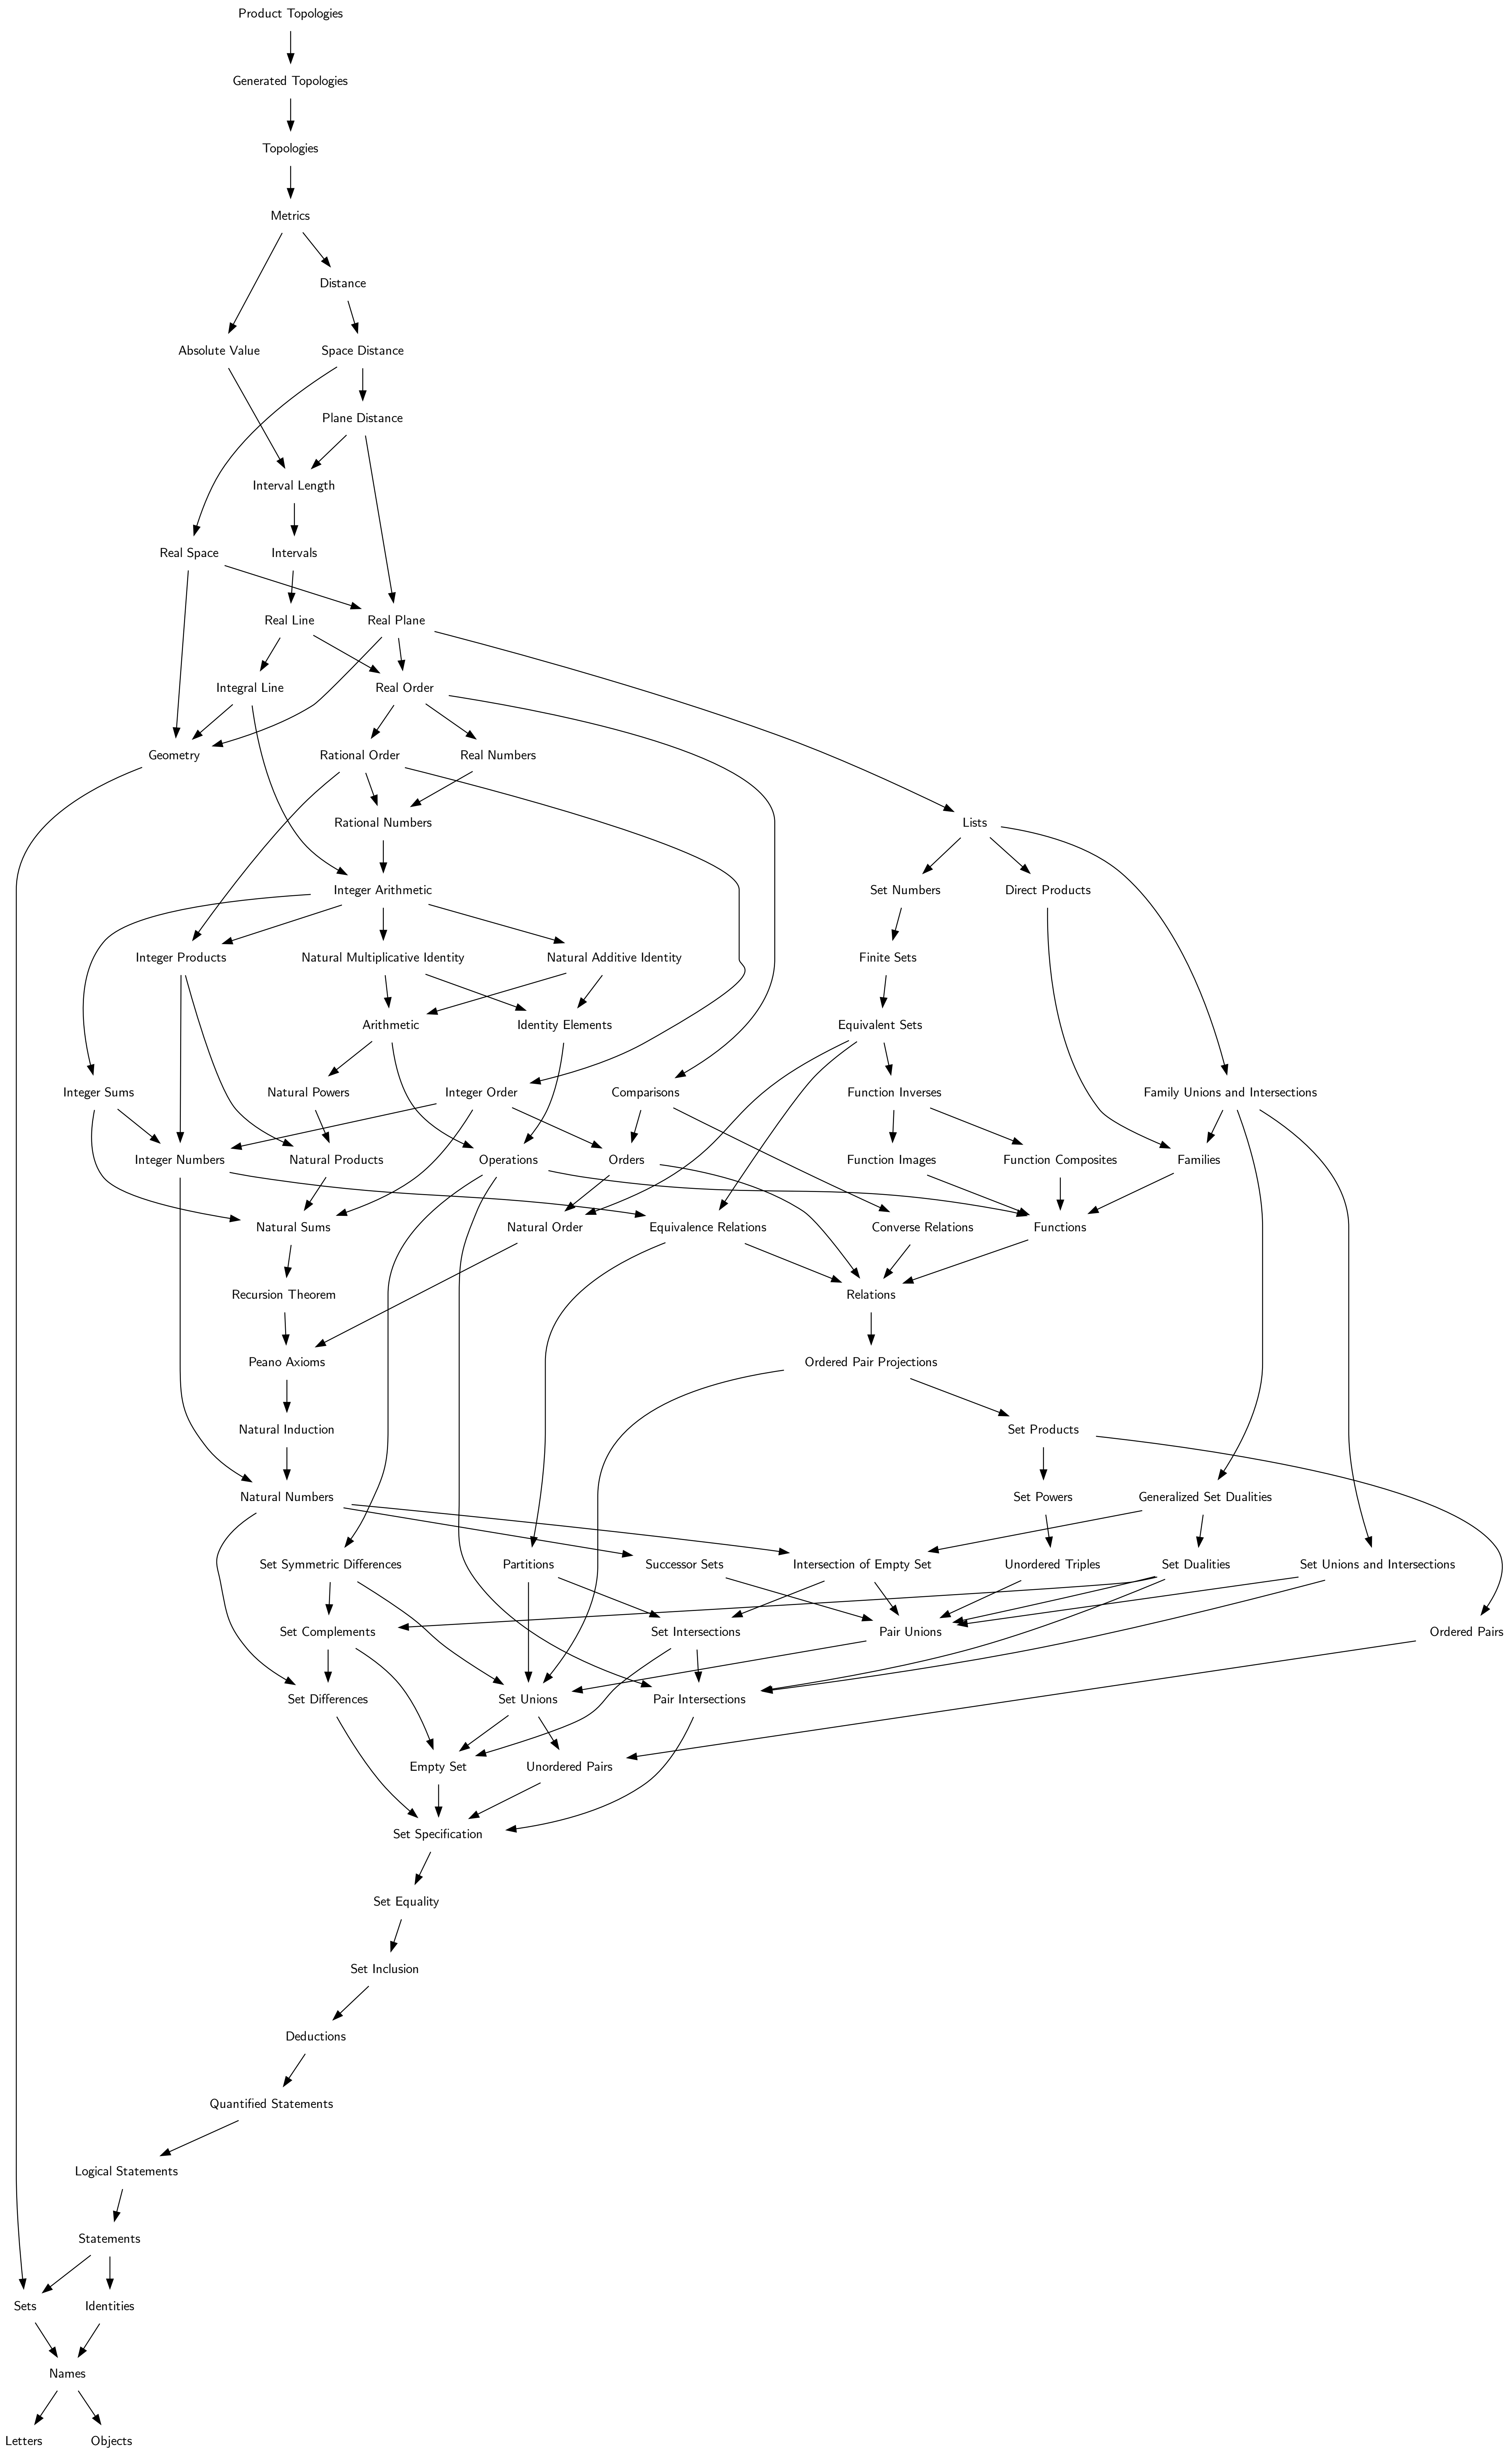 Product Topologies
Generated Topologies
Topologies
Metrics
Distance
Absolute Value
Space Distance
Plane Distance
Interval Length
Real Space
Intervals
Real Line
Real Plane
Integral Line
Real Order
Geometry
Rational Order
Real Numbers
Rational Numbers
Lists
Integer Arithmetic
Set Numbers
Direct Products
Integer Products
Natural Multiplicative Identity
Natural Additive Identity
Finite Sets
Arithmetic
Identity Elements
Equivalent Sets
Integer Sums
Natural Powers
Integer Order
Comparisons
Function Inverses
Family Unions and Intersections
Integer Numbers
Natural Products
Operations
Orders
Function Images
Function Composites
Families
Natural Sums
Natural Order
Equivalence Relations
Converse Relations
Functions
Recursion Theorem
Relations
Peano Axioms
Ordered Pair Projections
Natural Induction
Set Products
Natural Numbers
Set Powers
Generalized Set Dualities
Set Symmetric Differences
Partitions
Successor Sets
Intersection of Empty Set
Unordered Triples
Set Dualities
Set Unions and Intersections
Set Complements
Set Intersections
Pair Unions
Ordered Pairs
Set Differences
Set Unions
Pair Intersections
Empty Set
Unordered Pairs
Set Specification
Set Equality
Set Inclusion
Deductions
Quantified Statements
Logical Statements
Statements
Sets
Identities
Names
Letters
Objects